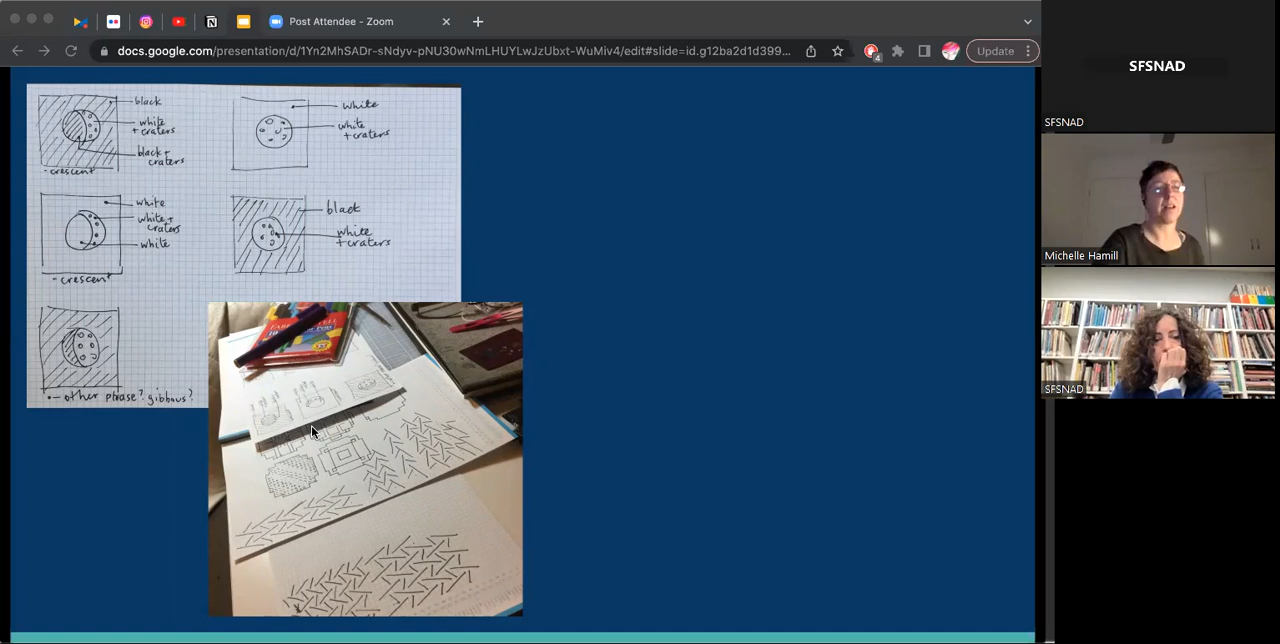 Post Attendee - Zoom
docs.google.com/presentation/d/1Yn2MhSADr-sNdyv-pNU30wNmLHUYLwJzUbxt-WuMiv4/edit#slide=id.g12ba2d1d399...
4
Update
black
white
+ craters
black +
craters
- crescent
white
white
+ craters
white
white +
craters
white
- crescent
black
white
+ craters
- other phrase? gibbous?
SFSNAD
SFSNAD
Michelle Hamill
SFSNAD